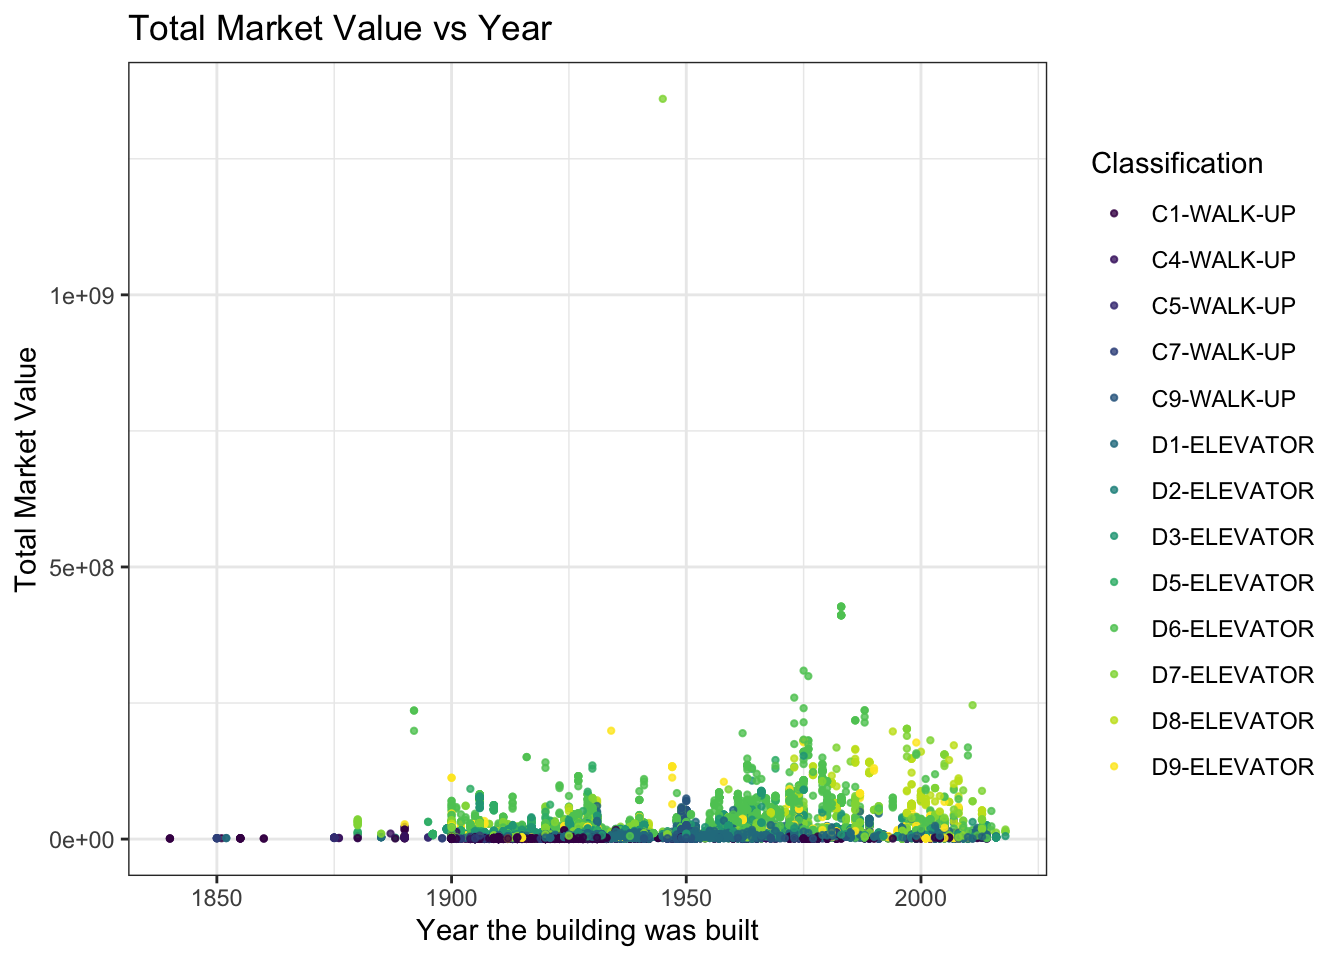 Total Market Value vs Year
Total Market Value
1e+09
5e+08
0e+00
1850
1900
1950
2000
Year the building was built
Classification
C1-WALK-UP
C4-WALK-UP
C5-WALK-UP
C7-WALK-UP
C9-WALK-UP
D1-ELEVATOR
D2-ELEVATOR
D3-ELEVATOR
D5-ELEVATOR
D6-ELEVATOR
D7-ELEVATOR
D8-ELEVATOR
D9-ELEVATOR